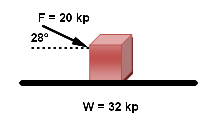 F = 20 kp
28°
W = 32 kp